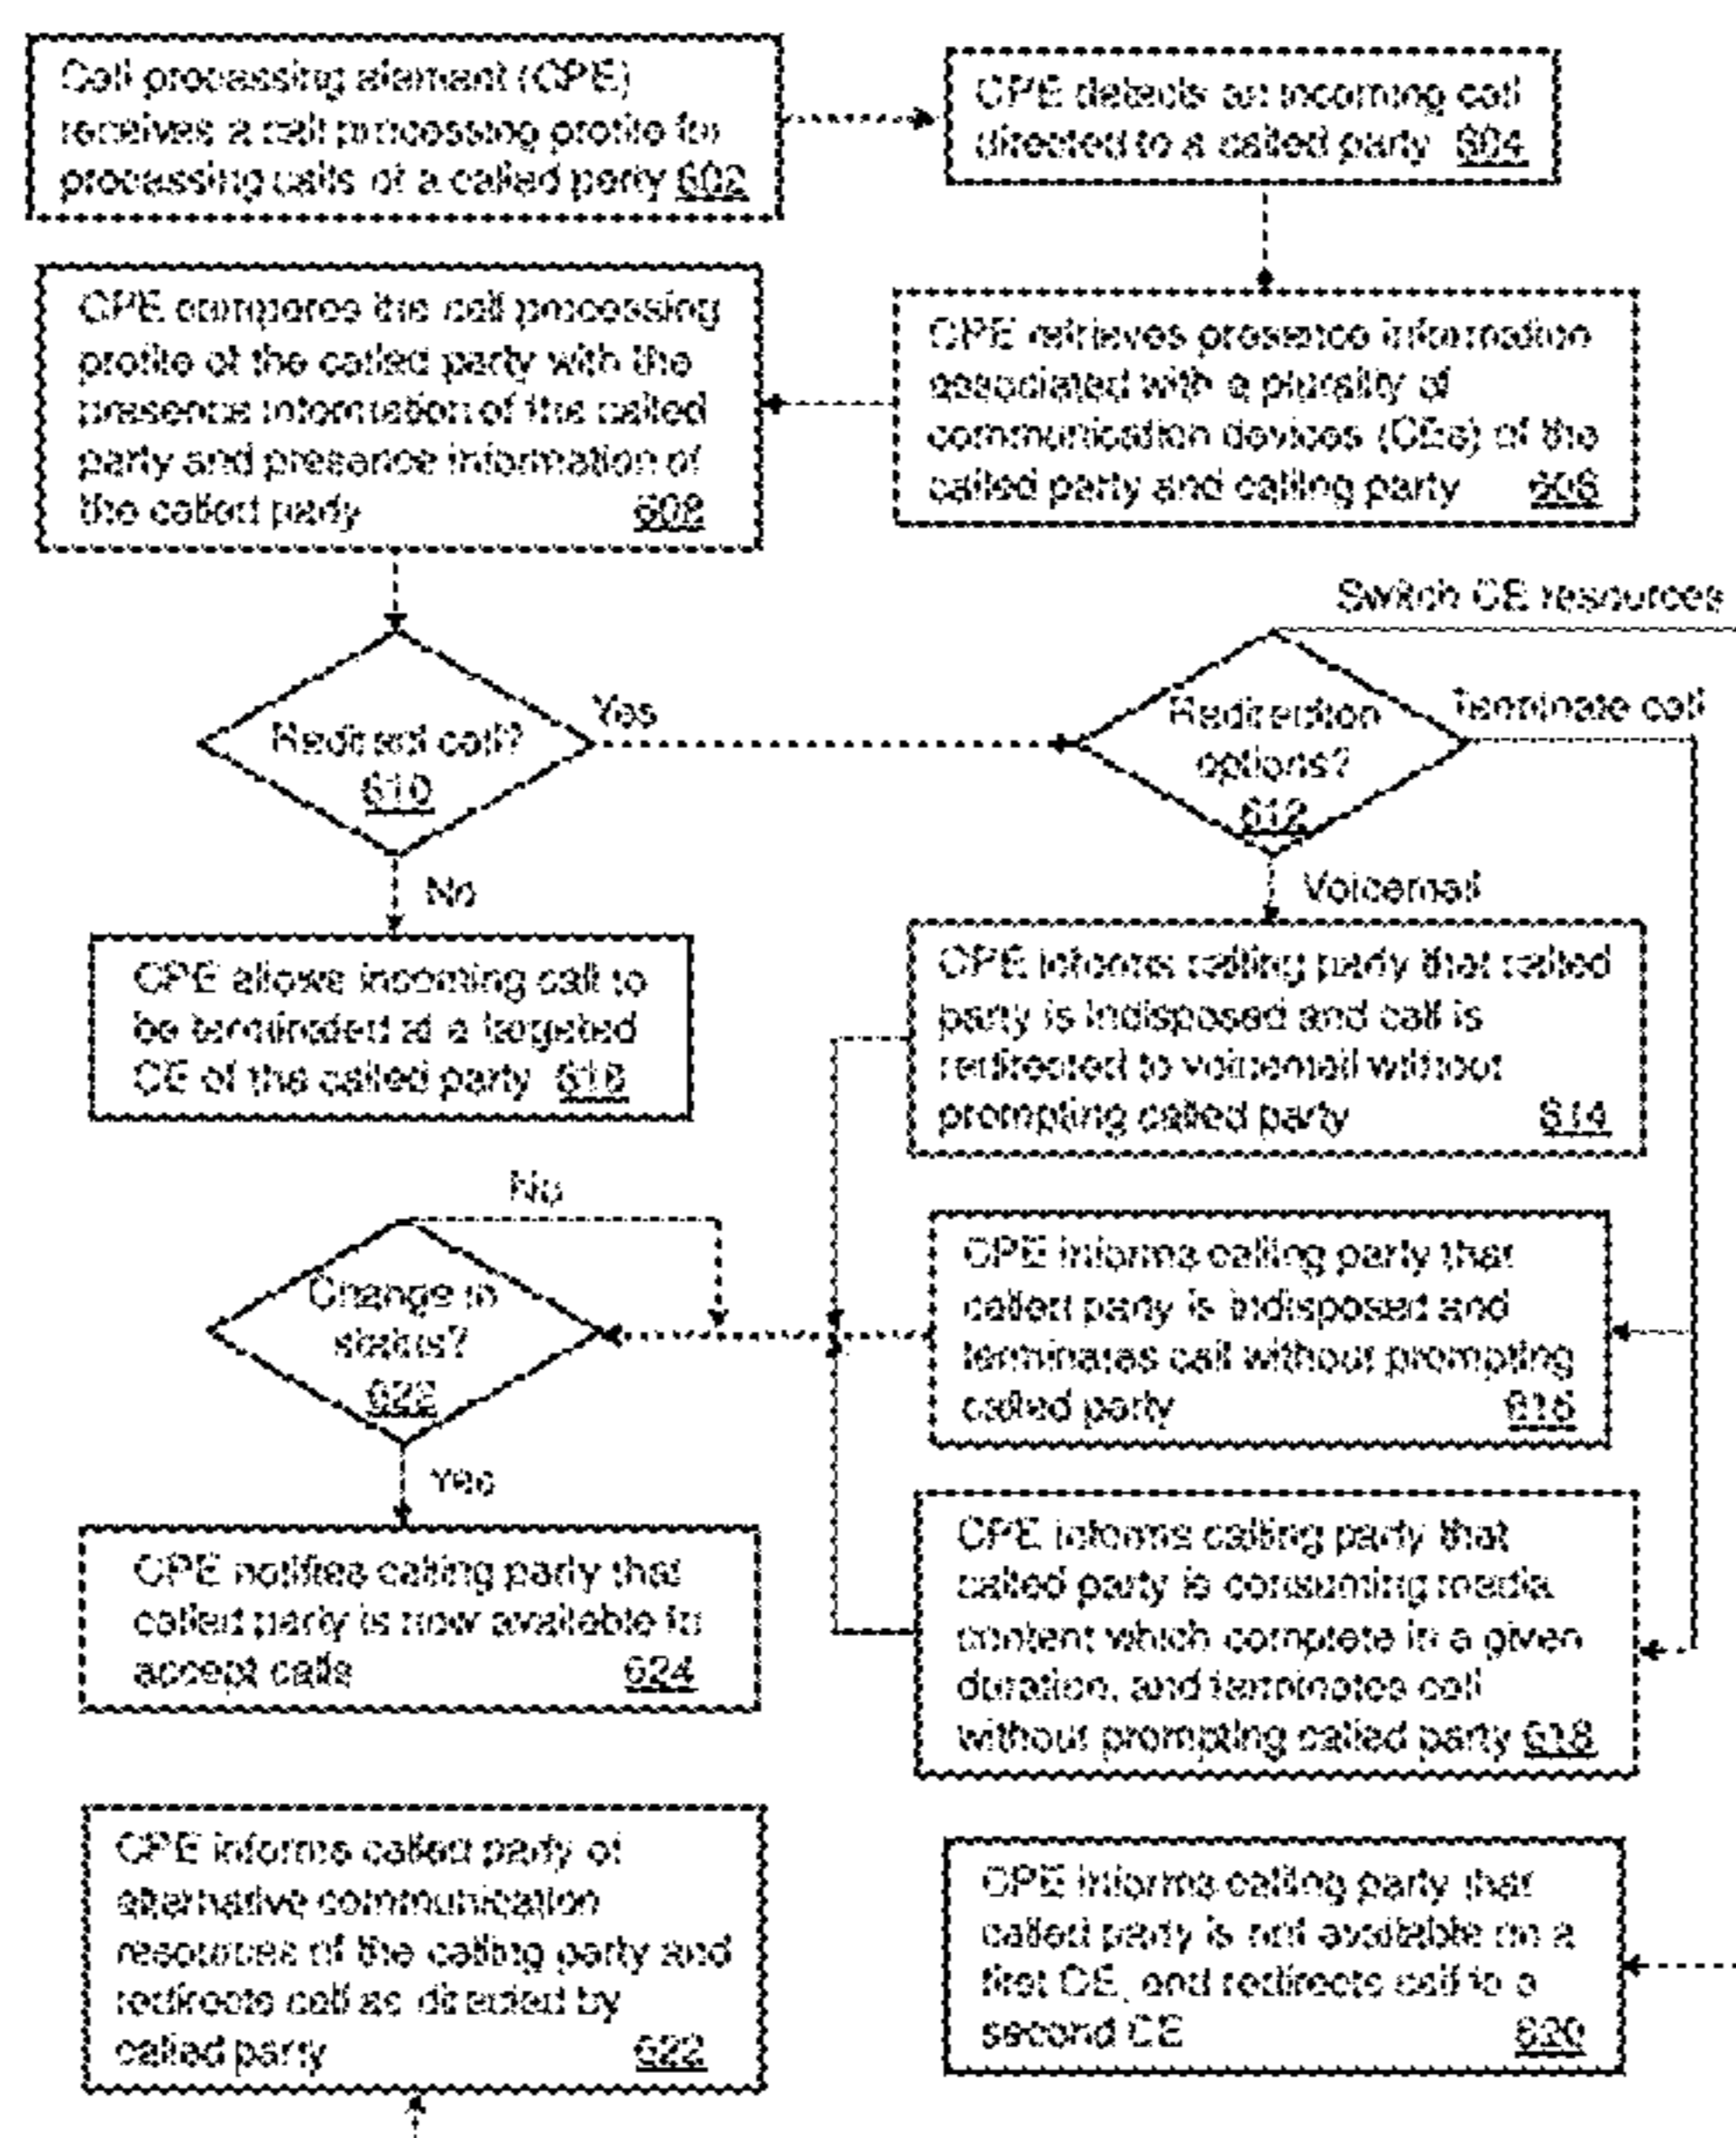 Call processing element (CPE)
receives a call processing profile for
processing calls of a called party 602
CPE detects an incoming call
directed to a called party 604
CPE compares the call processing
profile of the called party with the
presence information of the called
party and presence information of
the called party 608
CPE retrieves presence information
associated with a plurality of
communication devices (CEs) of the
called party and calling party 606
Switch CE resources
Redirect call?
610
Yes
Redirection
options?
612
Terminate call
No
Voicemail
CPE allows incoming call to
be terminated at a targeted
CE of the called party
CPE informs calling party that called
party is indisposed and call is
redirected to voicemail without
prompting called party 614
No
Change in
status?
622
CPE informs calling party that
called party is indisposed and
terminates call without prompting
called party 616
Yes
CPE notifies calling party that
called party is now available to
accept calls 624
CPE informs calling party that
called party is consuming media
content which complete in a given
duration, and terminates call
without prompting called party 618
CPE informs called party of
alternative communication
resources of the calling party and
redirects call as directed by
called party 622
CPE informs calling party that
called party is not available on a
first CE, and redirects call to a
second CE 620